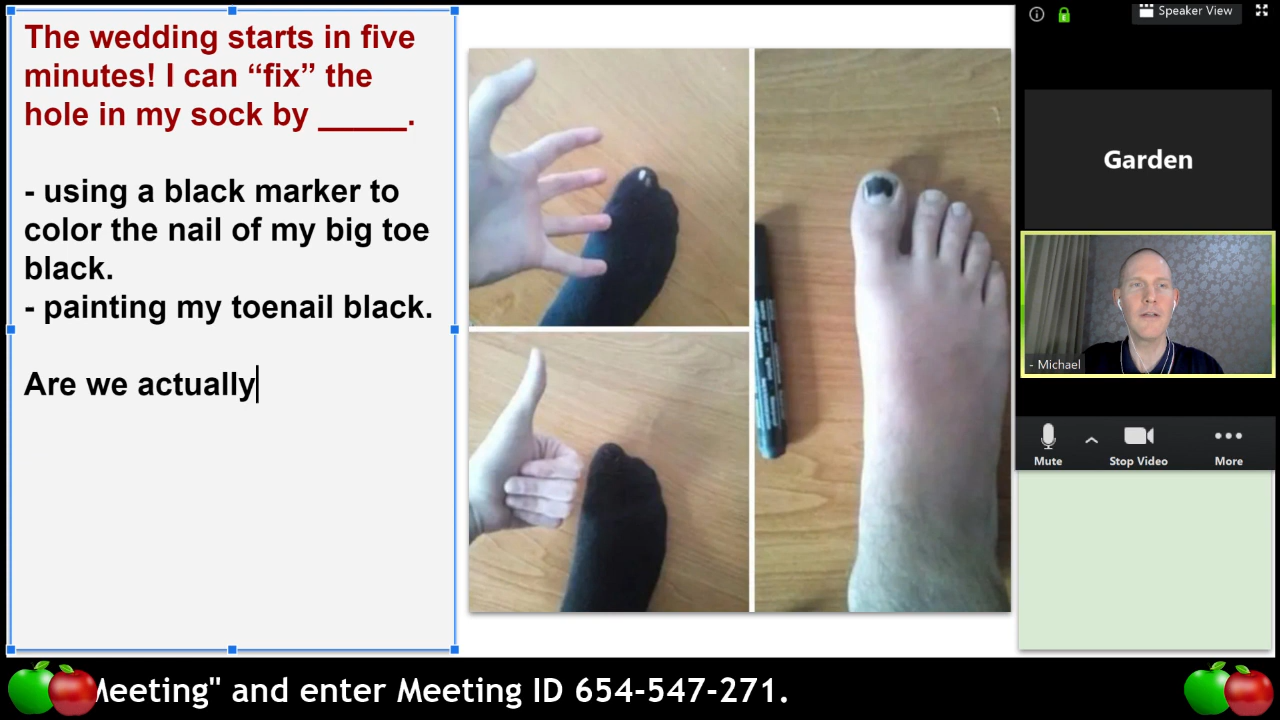 The wedding starts in five
minutes! I can “fix” the
hole in my sock by _____.
- using a black marker to
color the nail of my big toe
black.
- painting my toenail black.
Are we actually
Speaker View
Garden
- Michael
Mute
Stop Video
More
Meeting" and enter Meeting ID 654-547-271.